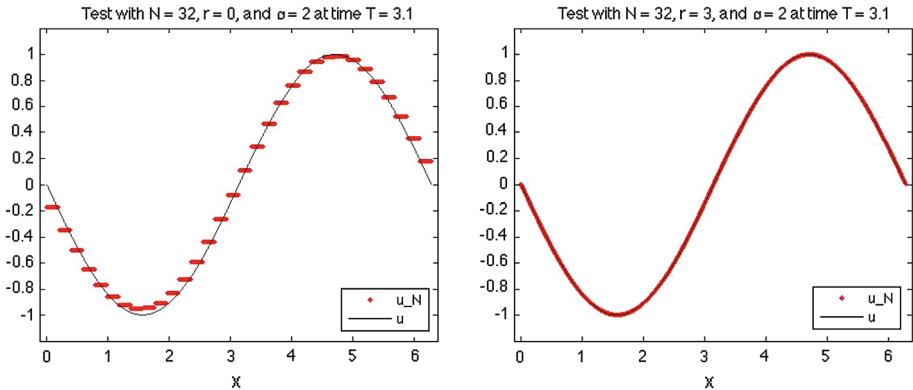 Test with N = 32, r = 0, and ø = 2 at time T = 3.1
1
0.8
0.6
0.4
0.2
0
-0.2
-0.4
-0.6
-0.8
-1
0 1 2 3 4 5 6
X
u_N
u
Test with N = 32, r = 3, and ø = 2 at time T = 3.1
1
0.8
0.6
0.4
0.2
0
-0.2
-0.4
-0.6
-0.8
-1
0 1 2 3 4 5 6
X
u_N
u